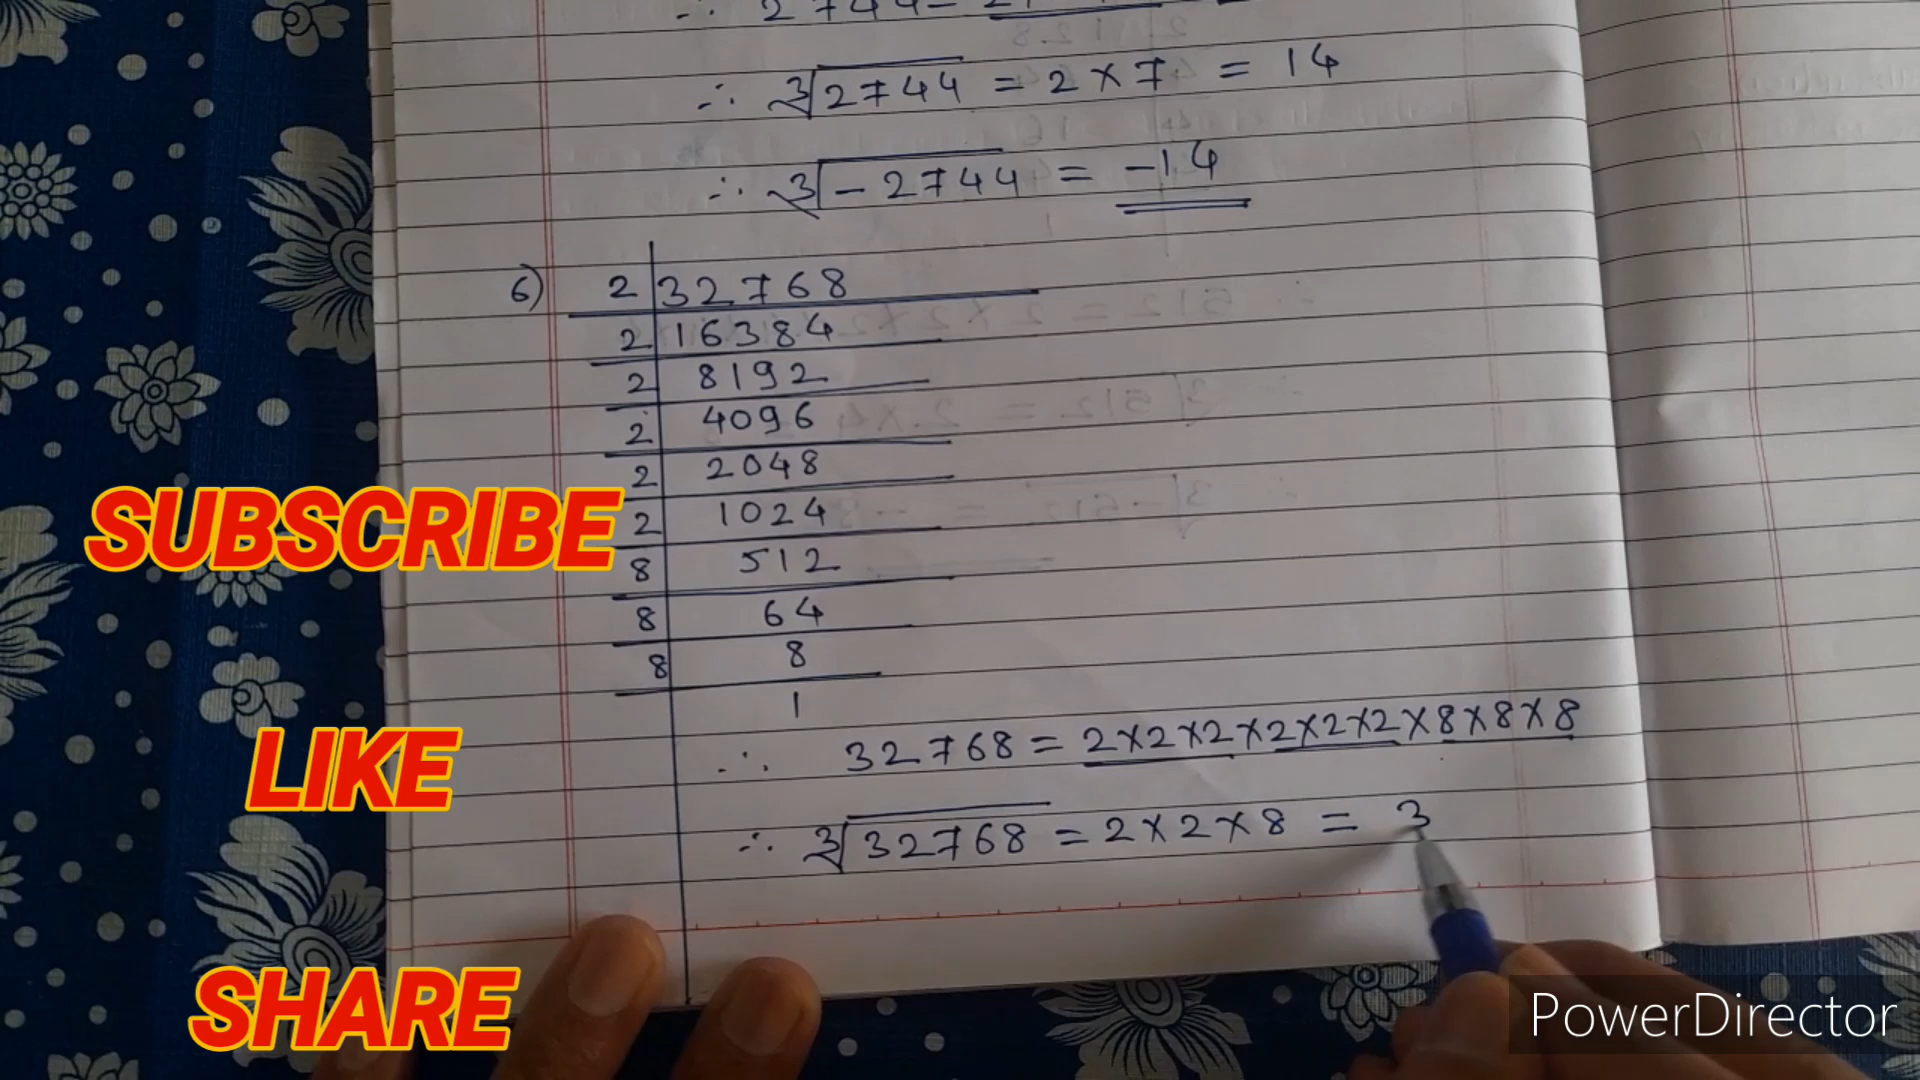 ∴ 2744=
∴ ∛2744 = 2 × 7 = 14
∴ ∛-2744 = -14
6) 2 | 32768
2 | 16384
2 | 8192
2 | 4096
2 | 2048
2 | 1024
8 | 512
8 | 64
8 | 8
1
∴ 32768 = 2×2×2×2×2×2×8×8×8
∴ ∛32768 = 2×2×8 = 3
SUBSCRIBE
LIKE
SHARE
PowerDirector